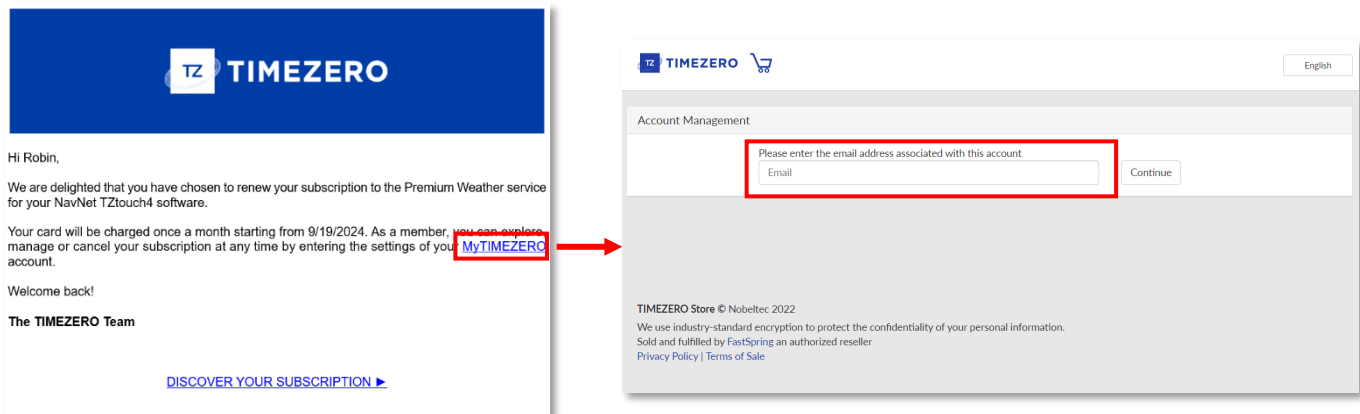 TZ TIMEZERO
Hi Robin,
We are delighted that you have chosen to renew your subscription to the Premium Weather service
for your NavNet TZtouch4 software.
Your card will be charged once a month starting from 9/19/2024. As a member, you can explore,
manage or cancel your subscription at any time by entering the settings of your MyTIMEZERO
account.
Welcome back!
The TIMEZERO Team
DISCOVER YOUR SUBSCRIPTION ►
TZ TIMEZERO
English
Account Management
Please enter the email address associated with this account
Email
Continue
TIMEZERO Store © Nobeltec 2022
We use industry-standard encryption to protect the confidentiality of your personal information.
Sold and fulfilled by FastSpring an authorized reseller
Privacy Policy | Terms of Sale